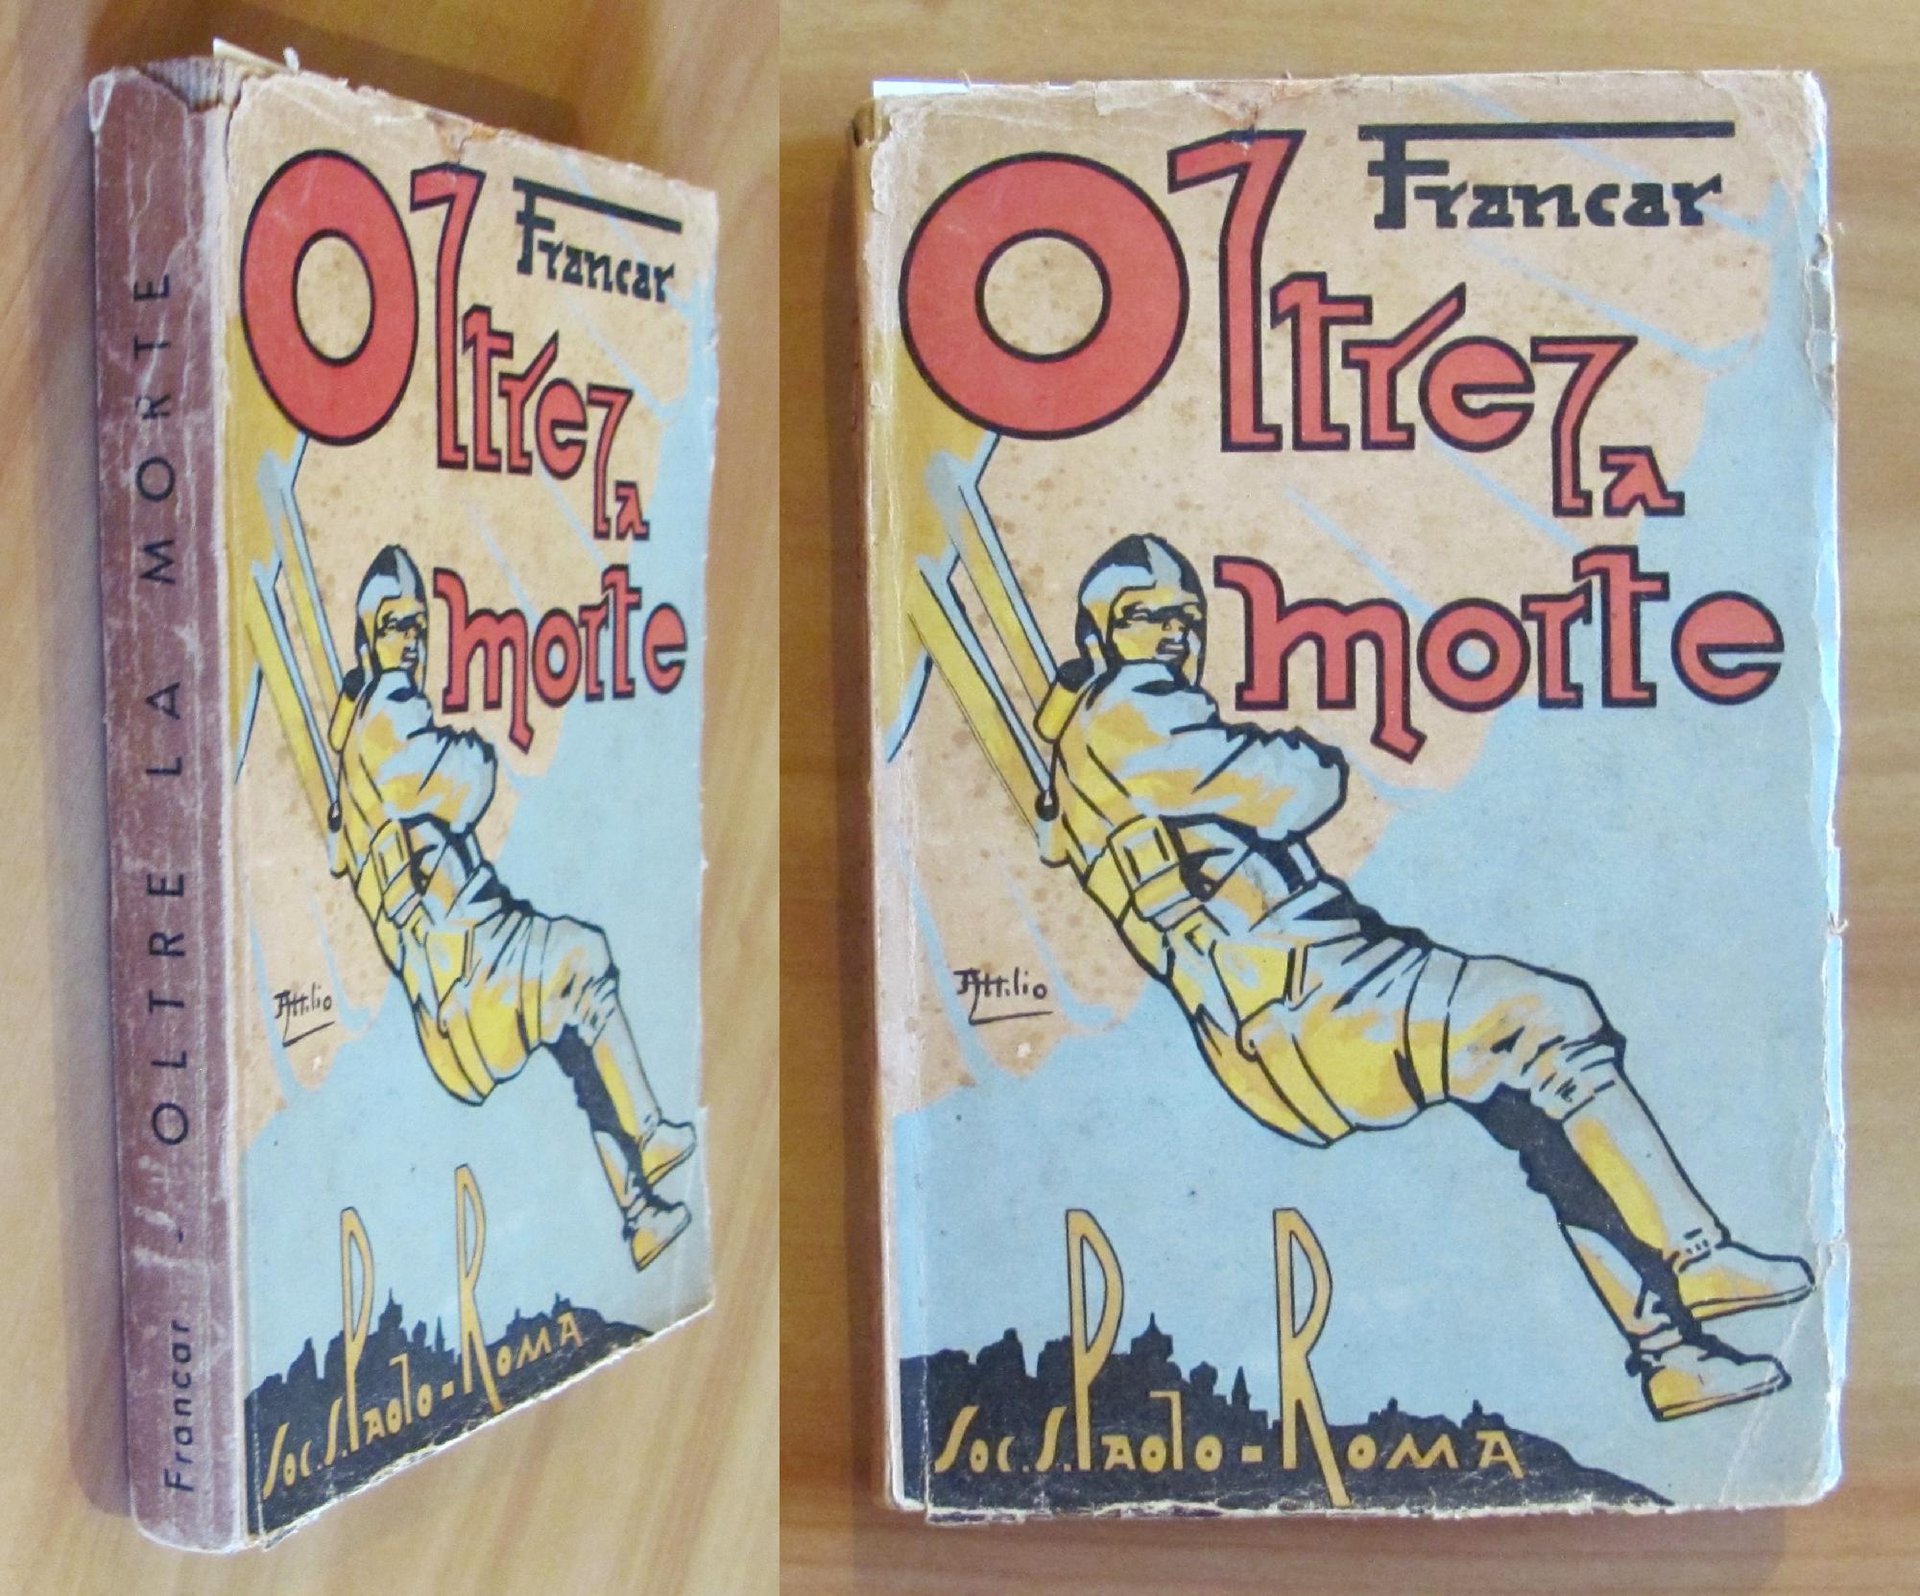 Francar
OLTRE LA MORTE
Francar
Oltre la
morte
Attilio
Soc. S. Paolo - Roma
Francar
Oltre la
morte
Attilio
Soc. S. Paolo - Roma